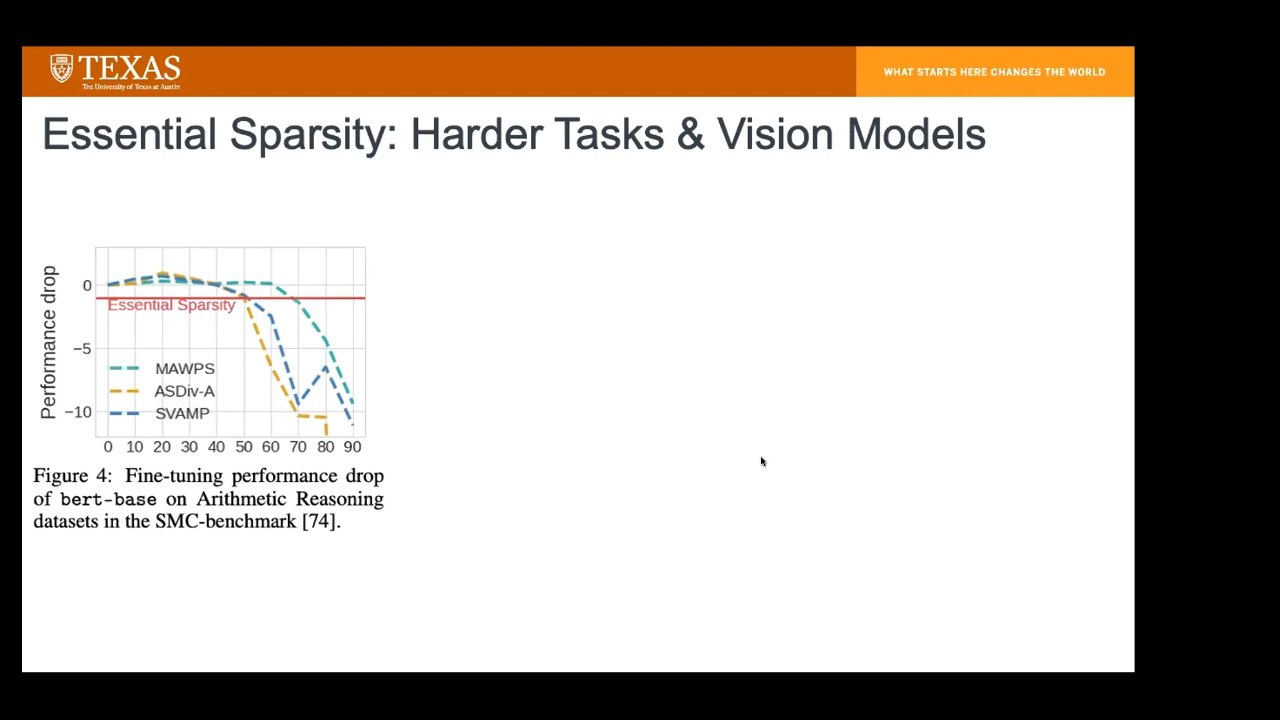 TEXAS
The University of Texas at Austin
WHAT STARTS HERE CHANGES THE WORLD
Essential Sparsity: Harder Tasks & Vision Models
Performance drop
0
−5
−10
Essential Sparsity
MAWPS
ASDiv-A
SVAMP
0 10 20 30 40 50 60 70 80 90
Figure 4: Fine-tuning performance drop
of bert-base on Arithmetic Reasoning
datasets in the SMC-benchmark [74].